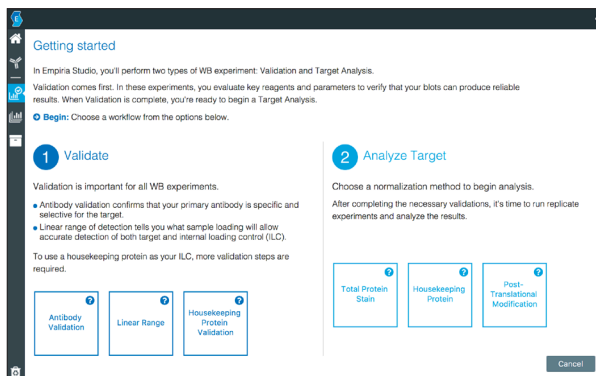 E
Getting started
In Empiria Studio, you'll perform two types of WB experiment: Validation and Target Analysis.
Validation comes first. In these experiments, you evaluate key reagents and parameters to verify that your blots can produce reliable
results. When Validation is complete, you're ready to begin a Target Analysis.
Begin: Choose a workflow from the options below.
1 Validate
Validation is important for all WB experiments.
• Antibody validation confirms that your primary antibody is specific and
selective for the target.
• Linear range of detection tells you what sample loading will allow
accurate detection of both target and internal loading control (ILC).
To use a housekeeping protein as your ILC, more validation steps are
required.
?
Antibody
Validation
?
Linear Range
?
Housekeeping
Protein
Validation
2 Analyze Target
Choose a normalization method to begin analysis.
After completing the necessary validations, it's time to run replicate
experiments and analyze the results.
?
Total Protein
Stain
?
Housekeeping
Protein
?
Post-
Translational
Modification
Cancel